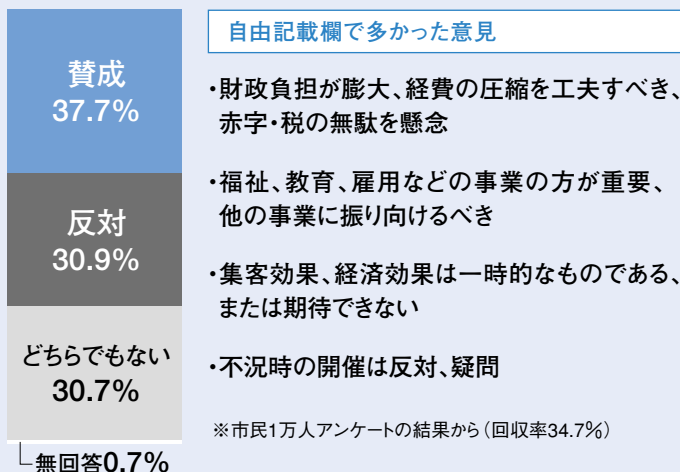 賛成
37.7%
反対
30.9%
どちらでもない
30.7%
無回答0.7%
自由記載欄で多かった意見
・財政負担が膨大、経費の圧縮を工夫すべき、
赤字・税の無駄を懸念
・福祉、教育、雇用などの事業の方が重要、
他の事業に振り向けるべき
・集客効果、経済効果は一時的なものである、
または期待できない
・不況時の開催は反対、疑問
※市民1万人アンケートの結果から（回収率34.7％）